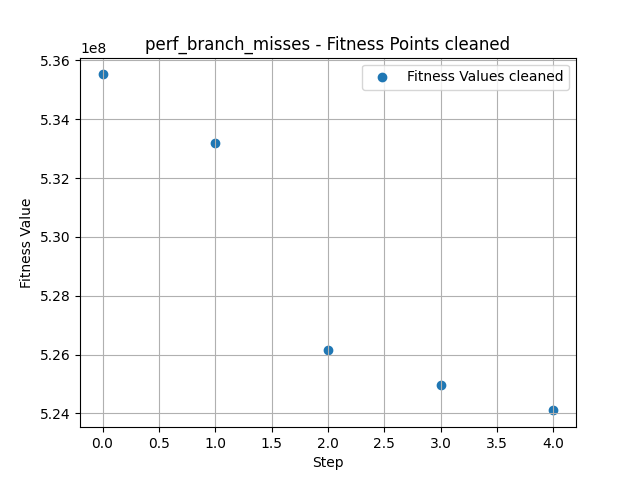 perf_branch_misses - Fitness Points cleaned
1e8
Fitness Values cleaned
5.36
5.34
5.32
5.30
5.28
5.26
5.24
Fitness Value
0.0 0.5 1.0 1.5 2.0 2.5 3.0 3.5 4.0
Step